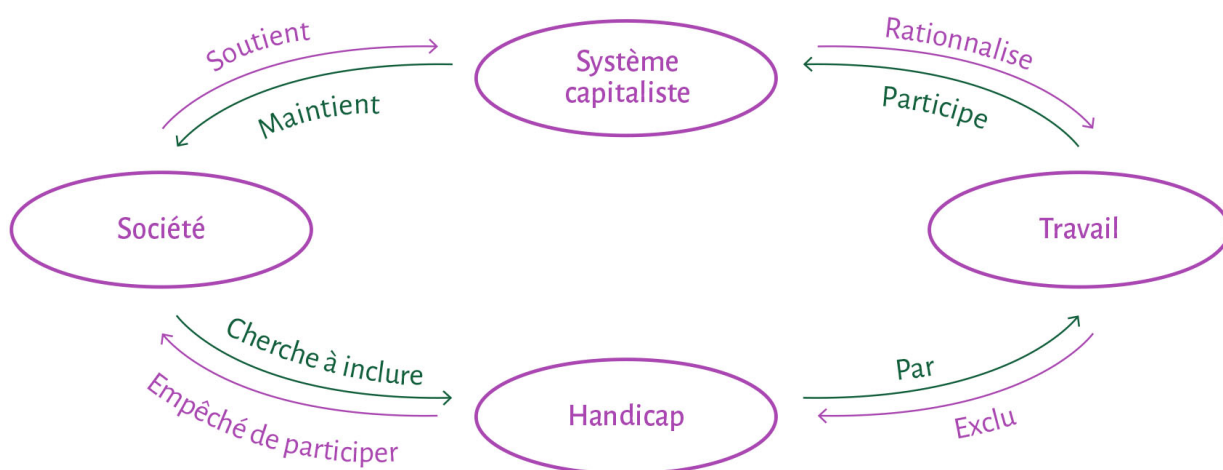 Soutient
Système
capitaliste
Rationnalise
Maintient
Participe
Société
Travail
Cherche à inclure
Par
Empêché de participer
Handicap
Exclu